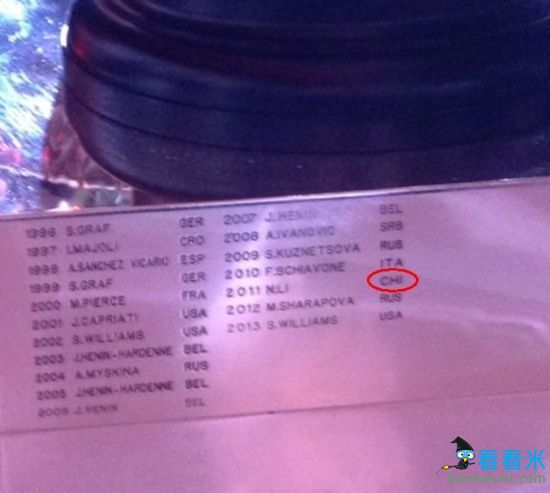 1996 S.GRAF GER
1997 I.MAJOLI CRO
1998 A.SANCHEZ VICARIO ESP
1999 S.GRAF GER
2000 M.PIERCE FRA
2001 J.CAPRIATI USA
2002 S.WILLIAMS USA
2003 J.HENIN-HARDENNE BEL
2004 A.MYSKINA RUS
2005 J.HENIN-HARDENNE BEL
2006 J.HENIN BEL
2007 J.HENIN BEL
2008 A.IVANOVIC SRB
2009 S.KUZNETSOVA RUS
2010 F.SCHIAVONE ITA
2011 N.LI CHI
2012 M.SHARAPOVA RUS
2013 S.WILLIAMS USA
看看米